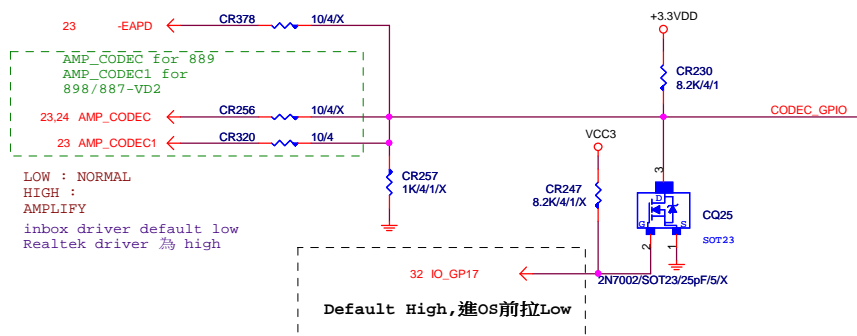 23 -EAPD
CR378 10/4/X
+3.3VDD
AMP_CODEC for 889
AMP_CODEC1 for
898/887-VD2
CR230
8.2K/4/1
23,24 AMP_CODEC
CR256 10/4/X
CODEC_GPIO
23 AMP_CODEC1
CR320 10/4
VCC3
LOW : NORMAL
HIGH :
AMPLIFY
CR257
1K/4/1/X
CR247
8.2K/4/1/X
3
D
G
S
2
1
CQ25
SOT23
inbox driver default low
Realtek driver 為 high
32 IO_GP17
2N7002/SOT23/25pF/5/X
Default High,進OS前拉Low